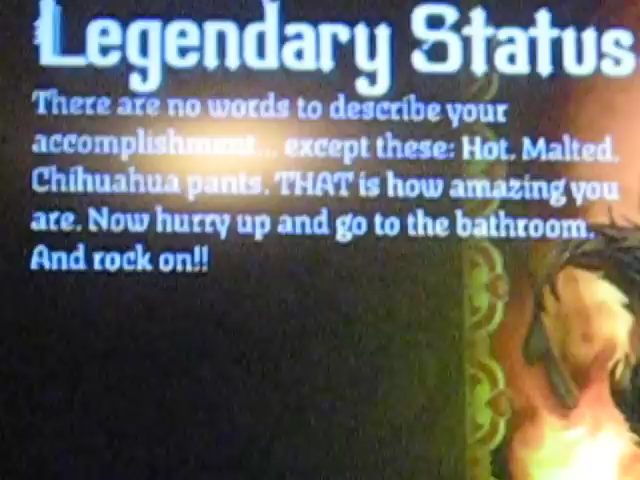 Legendary Status
There are no words to describe your
accomplishment... except these: Hot. Malted.
Chihuahua pants. THAT is how amazing you
are. Now hurry up and go to the bathroom.
And rock on!!